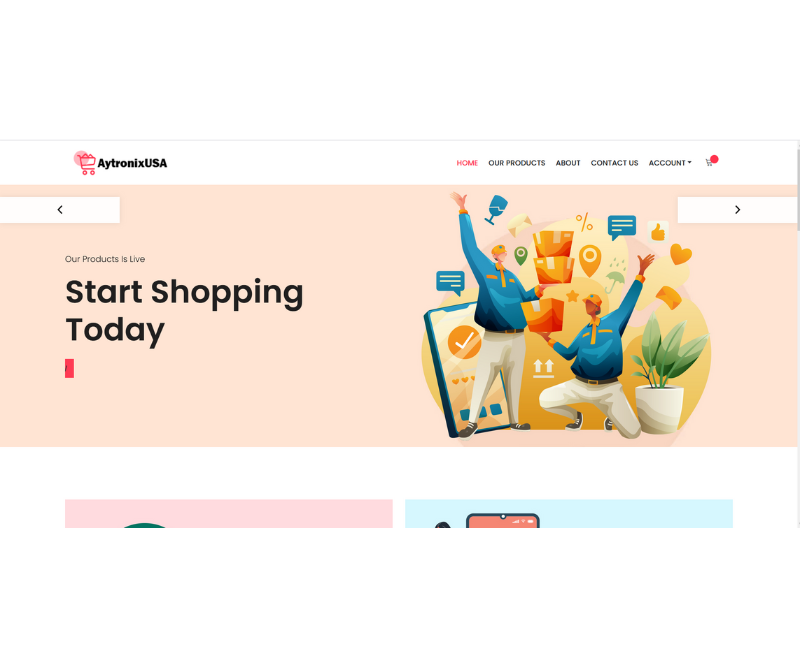 AytronixUSA
HOME OUR PRODUCTS ABOUT CONTACT US ACCOUNT
Our Products Is Live
Start Shopping
Today